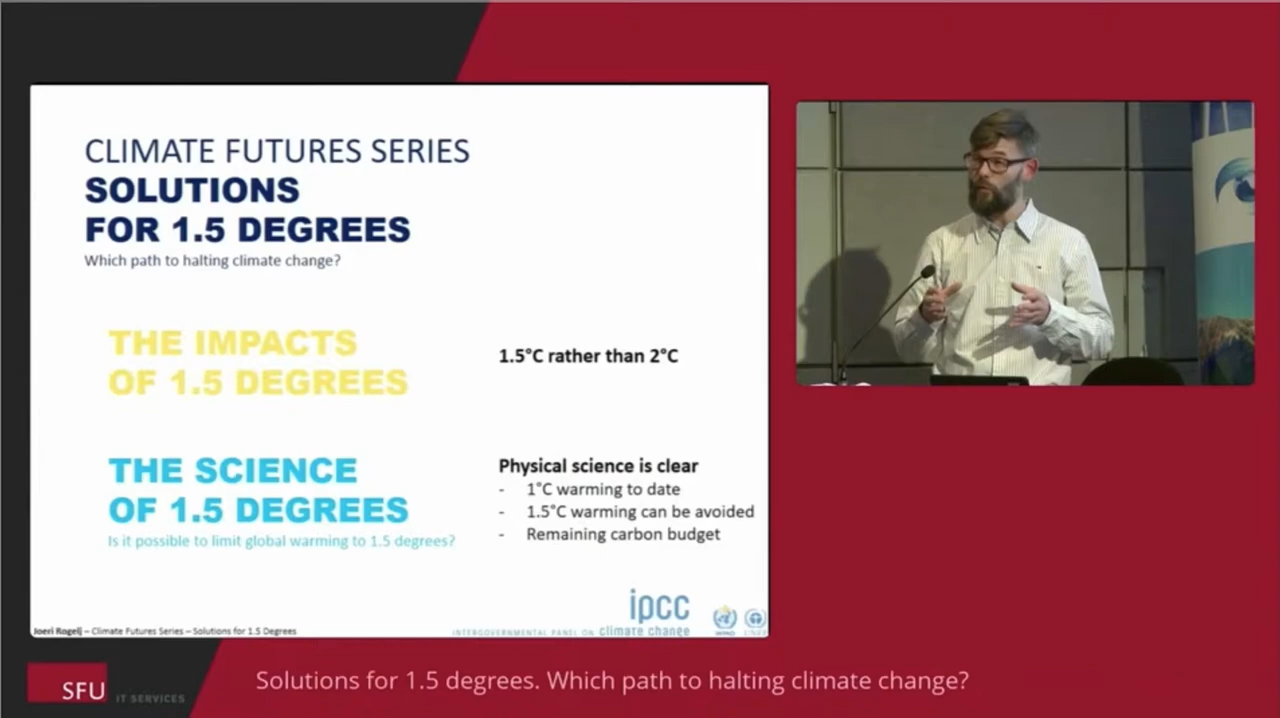 CLIMATE FUTURES SERIES
SOLUTIONS
FOR 1.5 DEGREES
Which path to halting climate change?
THE IMPACTS
OF 1.5 DEGREES
1.5°C rather than 2°C
THE SCIENCE
OF 1.5 DEGREES
Is it possible to limit global warming to 1.5 degrees?
Physical science is clear
- 1°C warming to date
- 1.5°C warming can be avoided
- Remaining carbon budget
ipcc
INTERGOVERNMENTAL PANEL ON climate change
WMO
UNEP
Joeri Rogelj – Climate Futures Series – Solutions for 1.5 Degrees
SFU IT SERVICES
Solutions for 1.5 degrees. Which path to halting climate change?